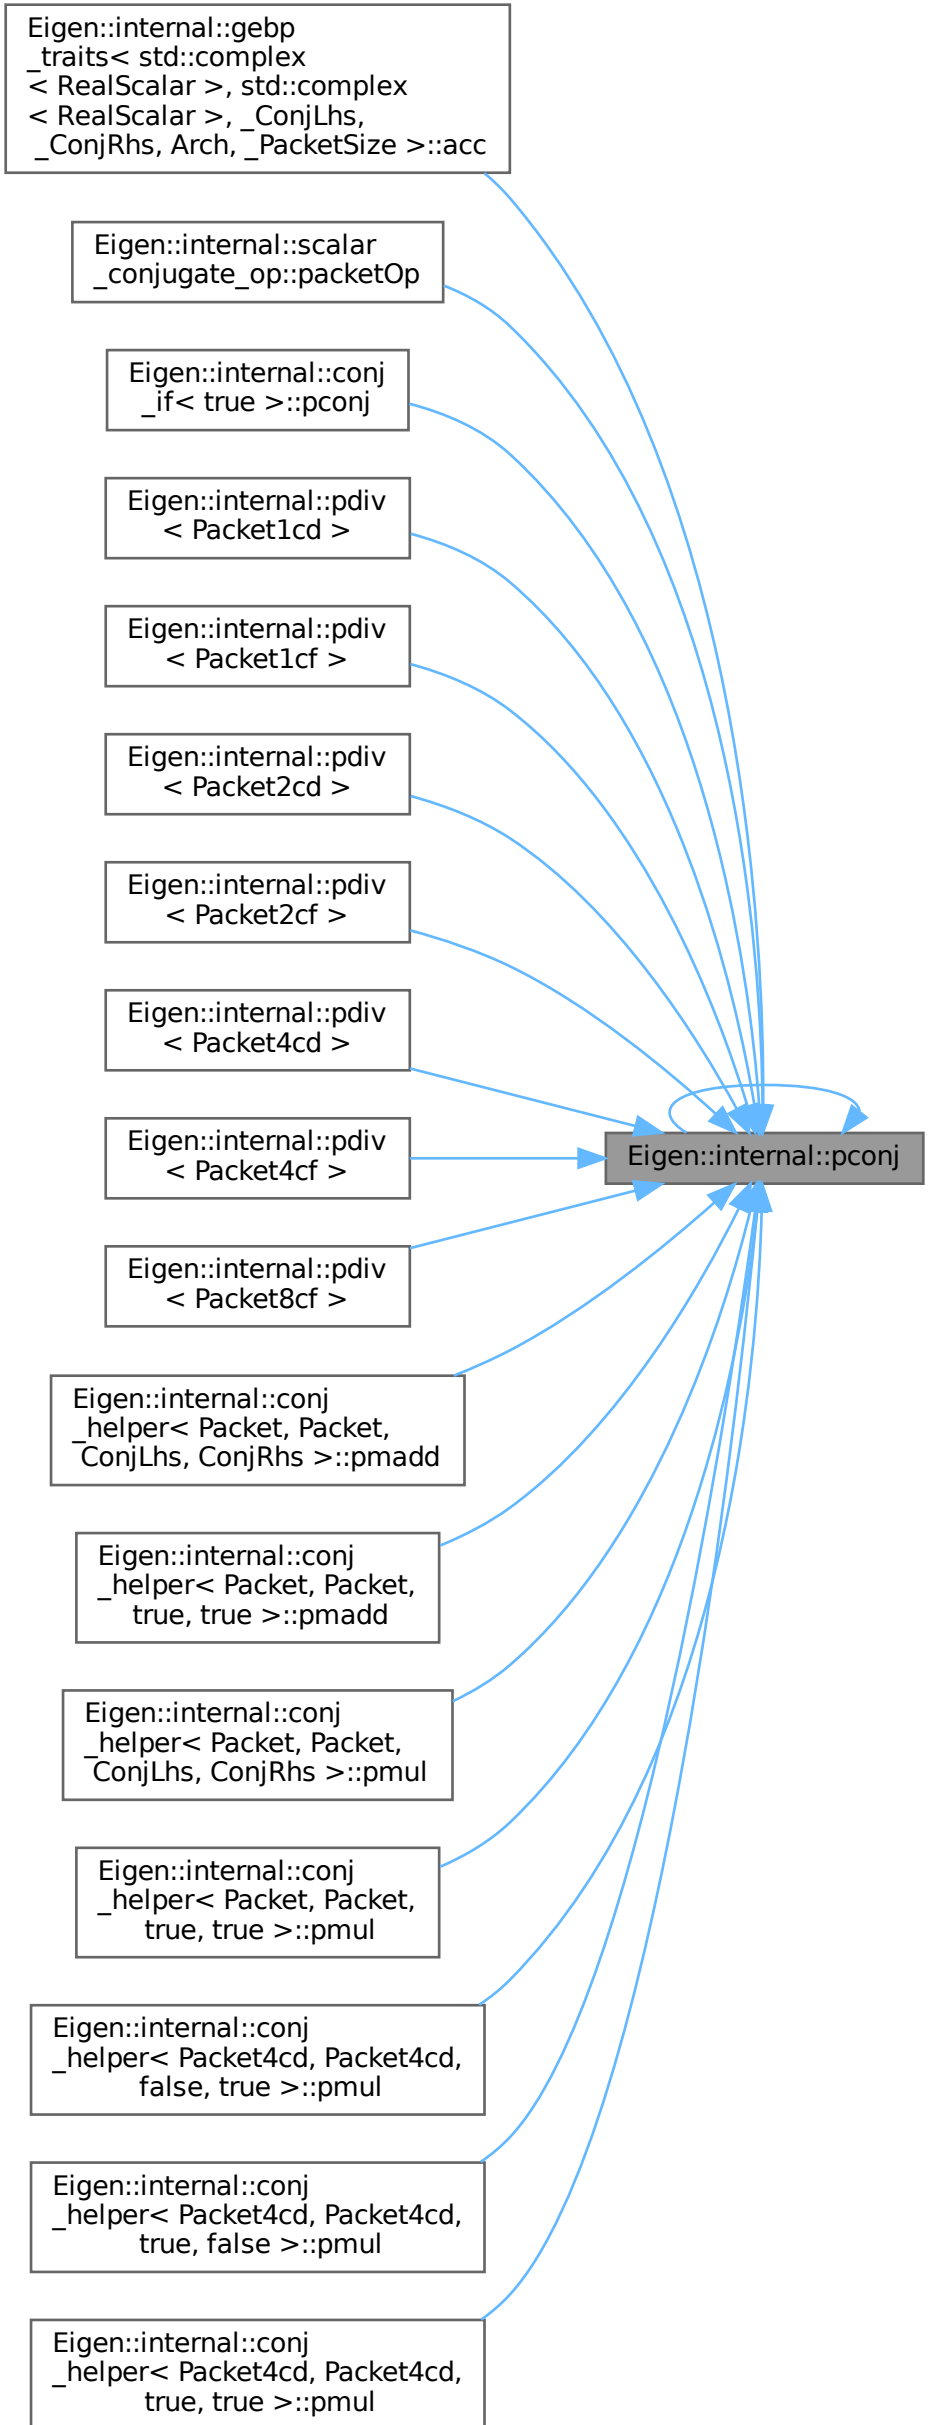 Eigen::internal::gebp
_traits< std::complex
< RealScalar >, std::complex
< RealScalar >, _ConjLhs,
_ConjRhs, Arch, _PacketSize >::acc
Eigen::internal::scalar
_conjugate_op::packetOp
Eigen::internal::conj
_if< true >::pconj
Eigen::internal::pdiv
< Packet1cd >
Eigen::internal::pdiv
< Packet1cf >
Eigen::internal::pdiv
< Packet2cd >
Eigen::internal::pdiv
< Packet2cf >
Eigen::internal::pdiv
< Packet4cd >
Eigen::internal::pdiv
< Packet4cf >
Eigen::internal::pconj
Eigen::internal::pdiv
< Packet8cf >
Eigen::internal::conj
_helper< Packet, Packet,
ConjLhs, ConjRhs >::pmadd
Eigen::internal::conj
_helper< Packet, Packet,
true, true >::pmadd
Eigen::internal::conj
_helper< Packet, Packet,
ConjLhs, ConjRhs >::pmul
Eigen::internal::conj
_helper< Packet, Packet,
true, true >::pmul
Eigen::internal::conj
_helper< Packet4cd, Packet4cd,
false, true >::pmul
Eigen::internal::conj
_helper< Packet4cd, Packet4cd,
true, false >::pmul
Eigen::internal::conj
_helper< Packet4cd, Packet4cd,
true, true >::pmul